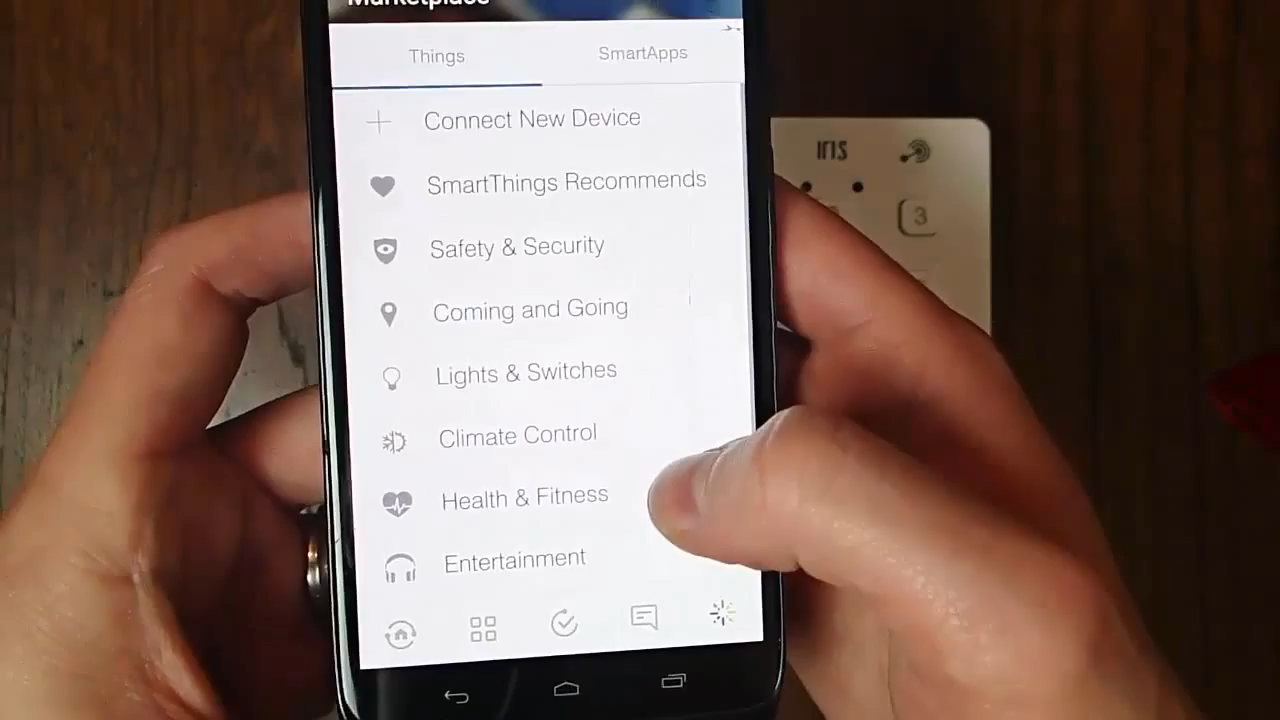 Marketplace
Things
SmartApps
Connect New Device
SmartThings Recommends
Safety & Security
Coming and Going
Lights & Switches
Climate Control
Health & Fitness
Entertainment
IRIS
3